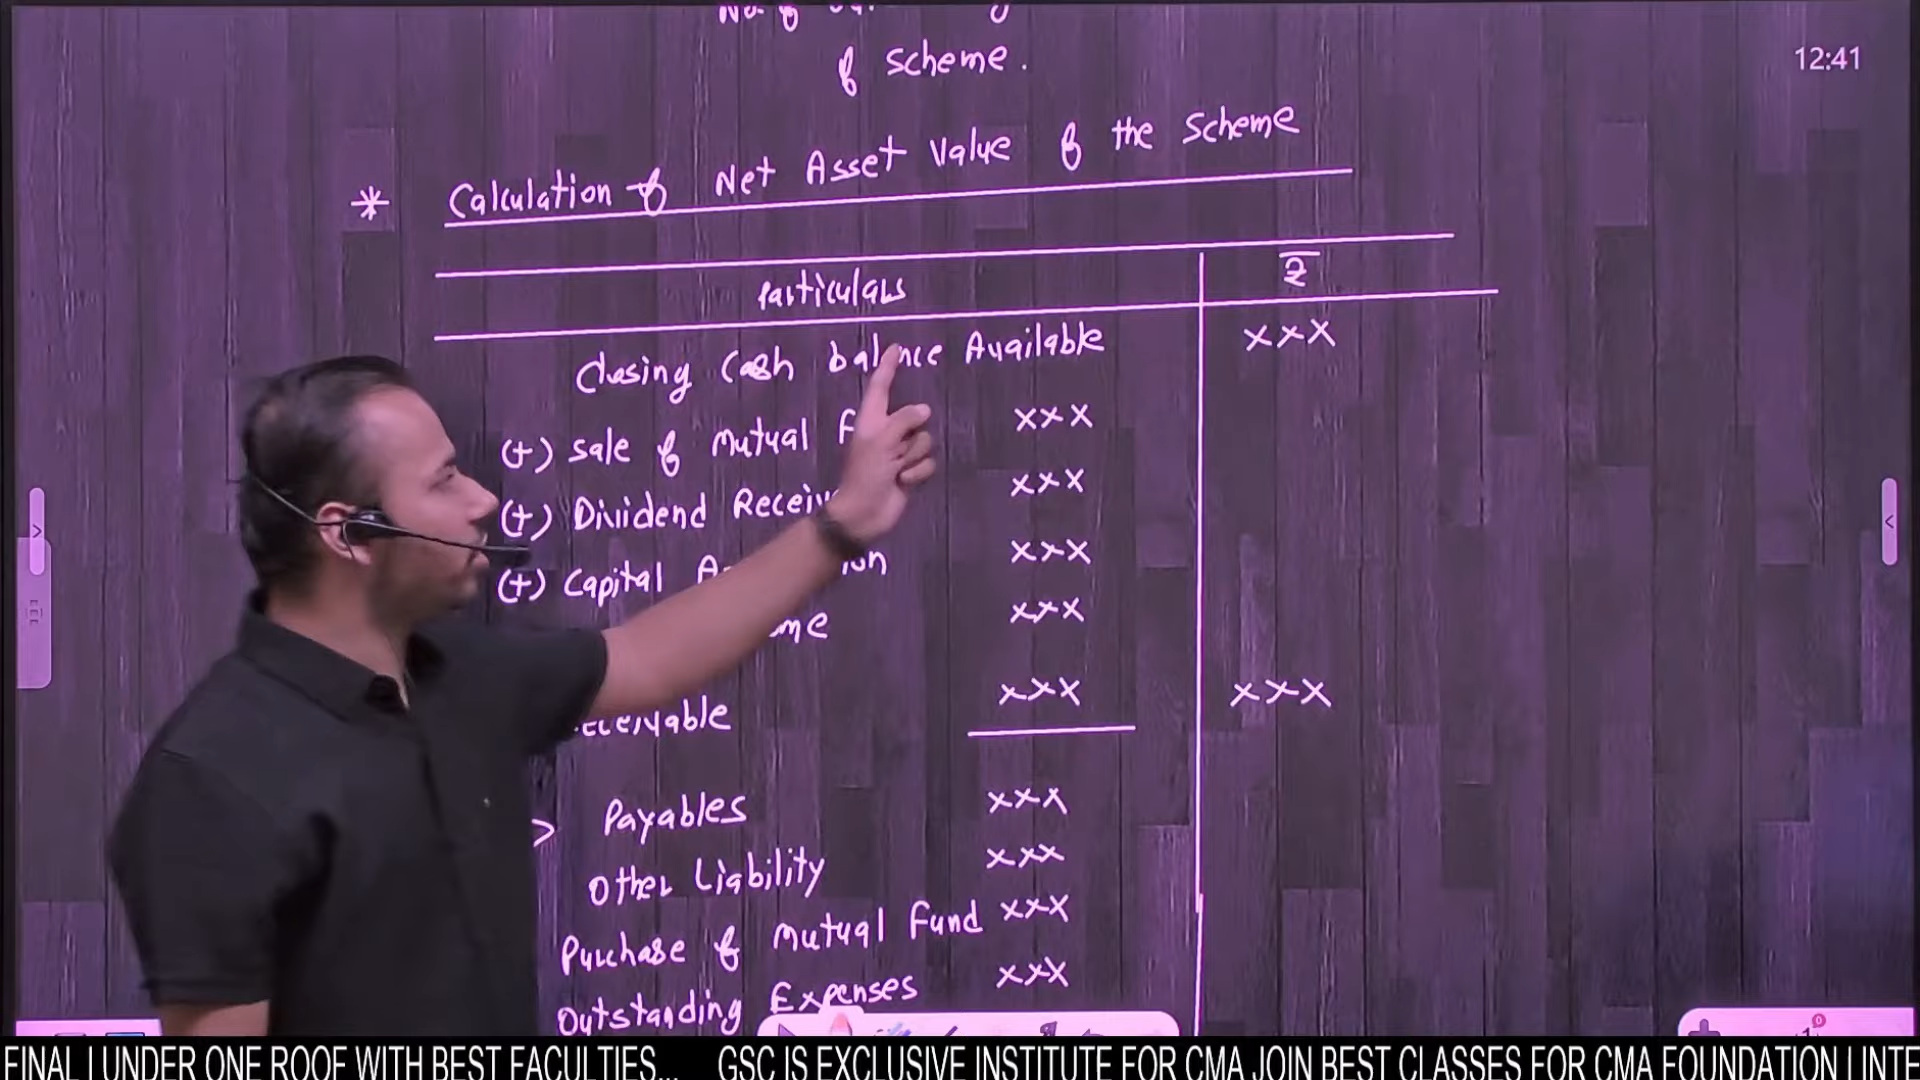 of scheme.
12:41
* Calculation of Net Asset Value of the Scheme
Particulars ₹
Closing Cash balance Available xxx
(+) Sale of Mutual xxx
(+) Dividend xxx
(+) Capital xxx
xxx
xxx xxx
> Payables xxx
Other Liability xxx
Purchase of Mutual Fund xxx
Outstanding Expenses xxx
FINAL | UNDER ONE ROOF WITH BEST FACULTIES... GSC IS EXCLUSIVE INSTITUTE FOR CMA JOIN BEST CLASSES FOR CMA FOUNDATION | INTE